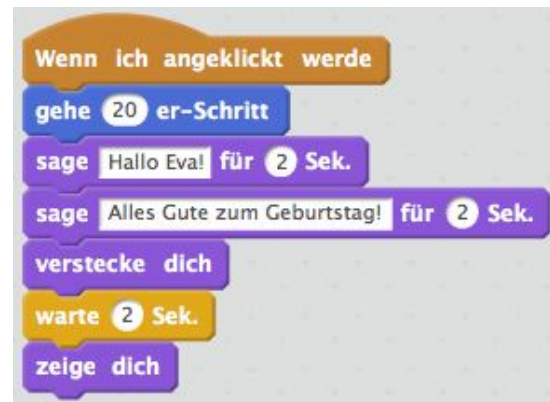 Wenn ich angeklickt werde
gehe 20 er-Schritt
sage Hallo Eva! für 2 Sek.
sage Alles Gute zum Geburtstag! für 2 Sek.
verstecke dich
warte 2 Sek.
zeige dich